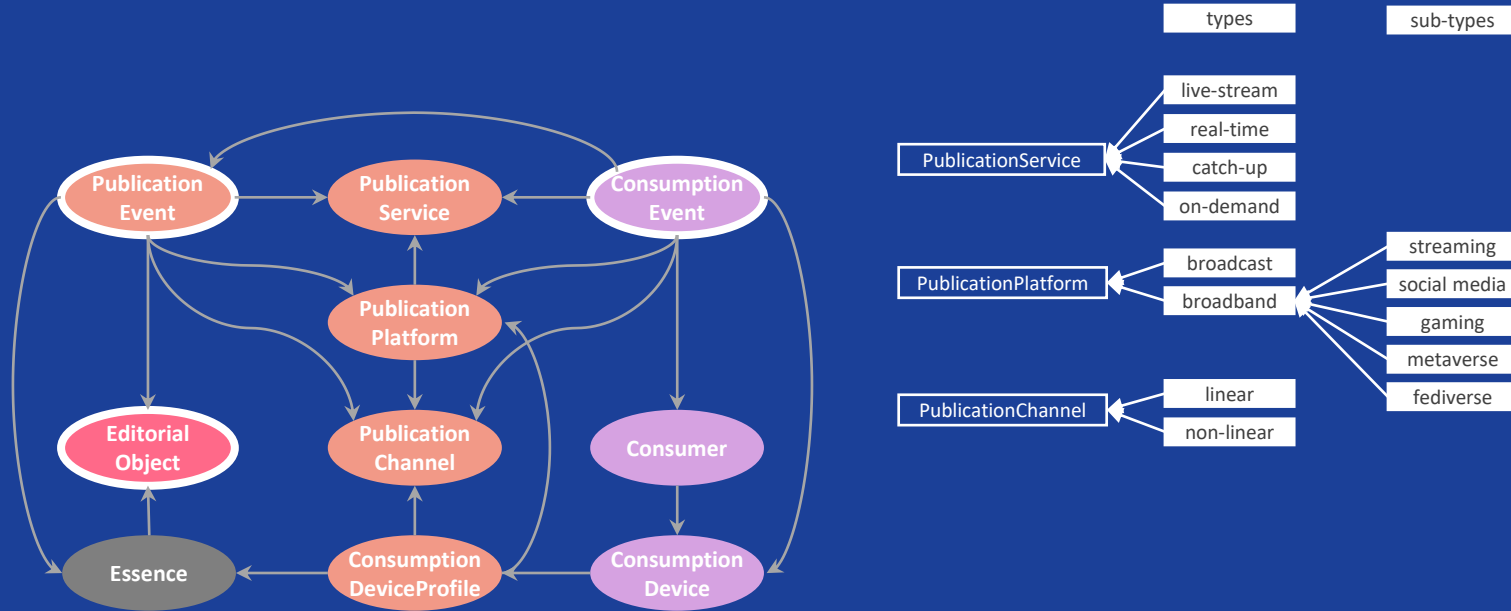 types
sub-types
Publication
Event
Publication
Service
Consumption
Event
Publication
Platform
Editorial
Object
Publication
Channel
Consumer
Essence
Consumption
DeviceProfile
Consumption
Device
PublicationService
live-stream
real-time
catch-up
on-demand
PublicationPlatform
broadcast
broadband
streaming
social media
gaming
metaverse
fediverse
PublicationChannel
linear
non-linear